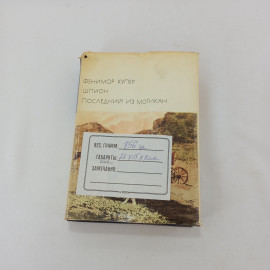 ФЕНИМОР КУПЕР
ШПИОН
ПОСЛЕДНИЙ ИЗ МОГИКАН
ВЕС, ГРАММ:
ГАБАРИТЫ:
ЗАМЕЧАНИЯ: